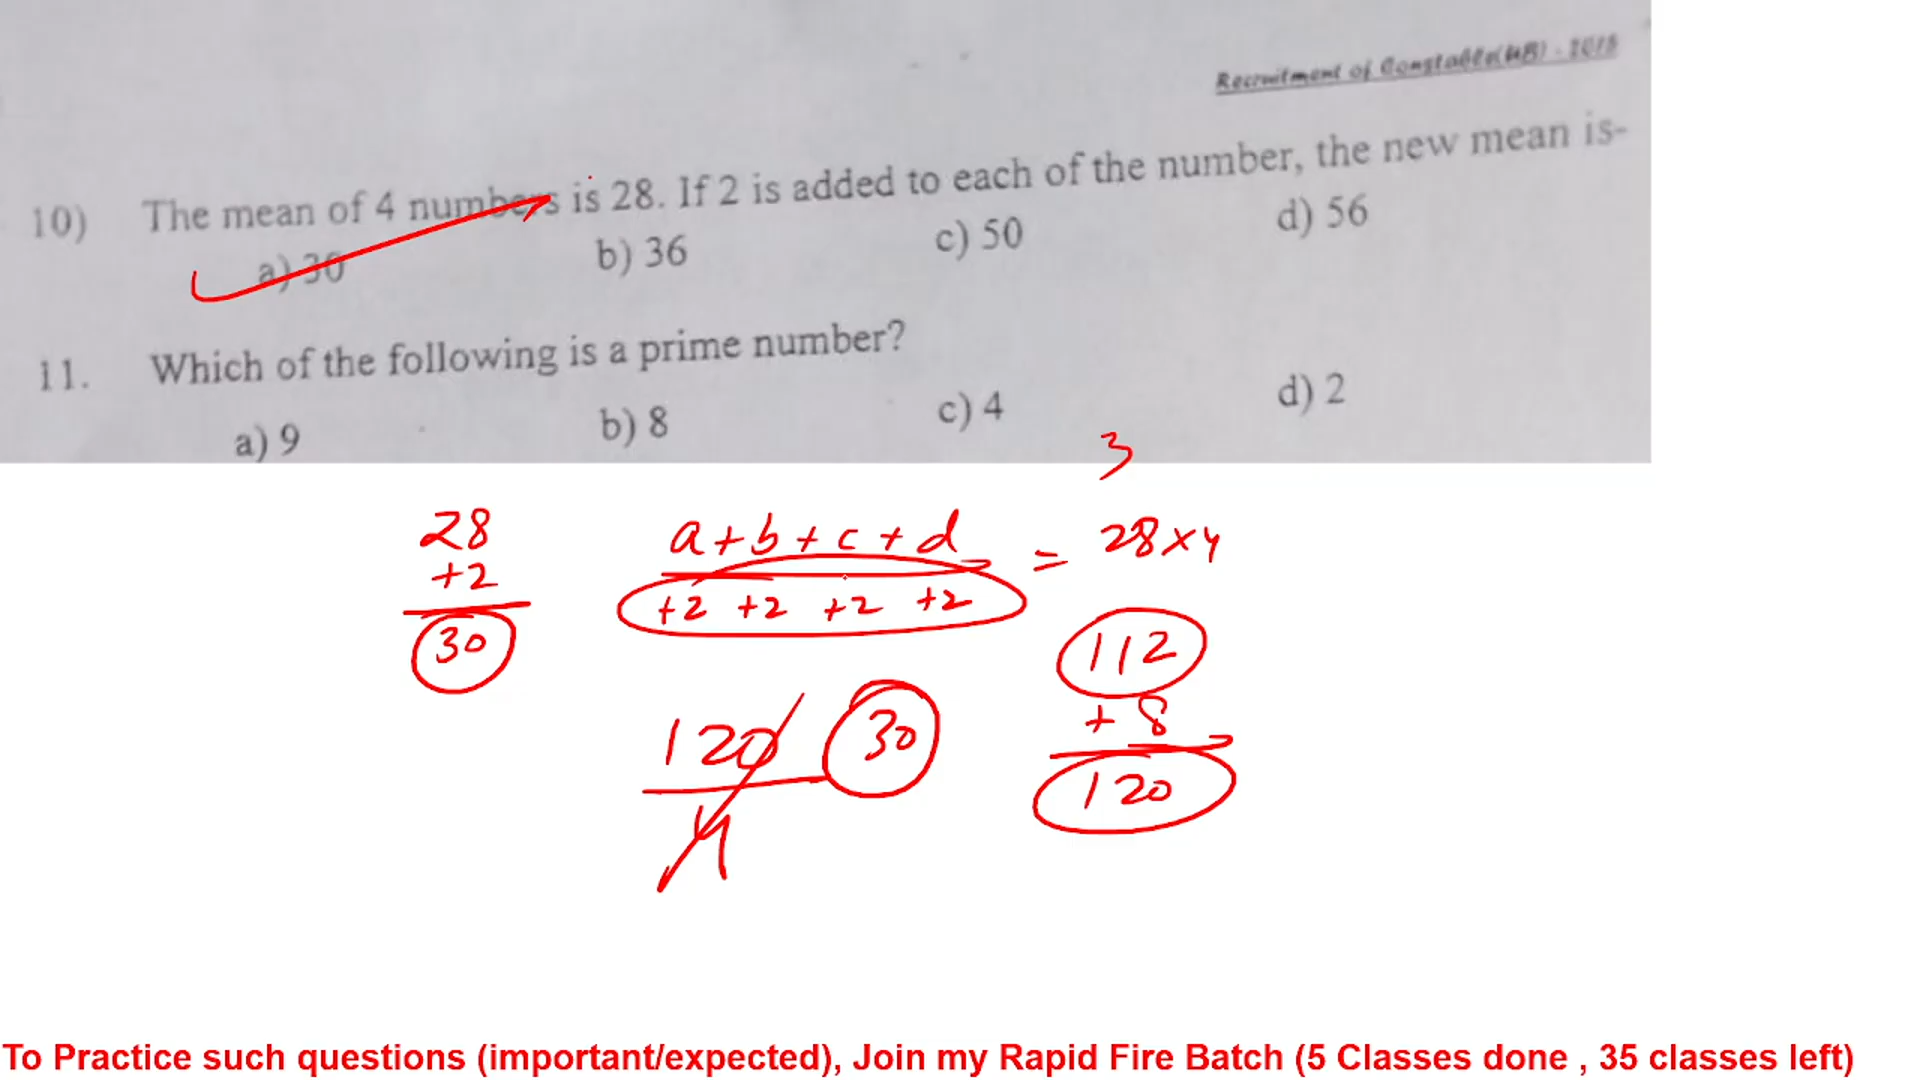 Recruitment of Constable(UB) -
10) The mean of 4 numbers is 28. If 2 is added to each of the number, the new mean is-
a) 30 b) 36 c) 50 d) 56
11. Which of the following is a prime number?
a) 9 b) 8 c) 4 d) 2
3
28 a+b+c+d = 28×4
+2 +2 +2 +2 +2
30 112
120 30 + 8
4 120
To Practice such questions (important/expected), Join my Rapid Fire Batch (5 Classes done , 35 classes left)